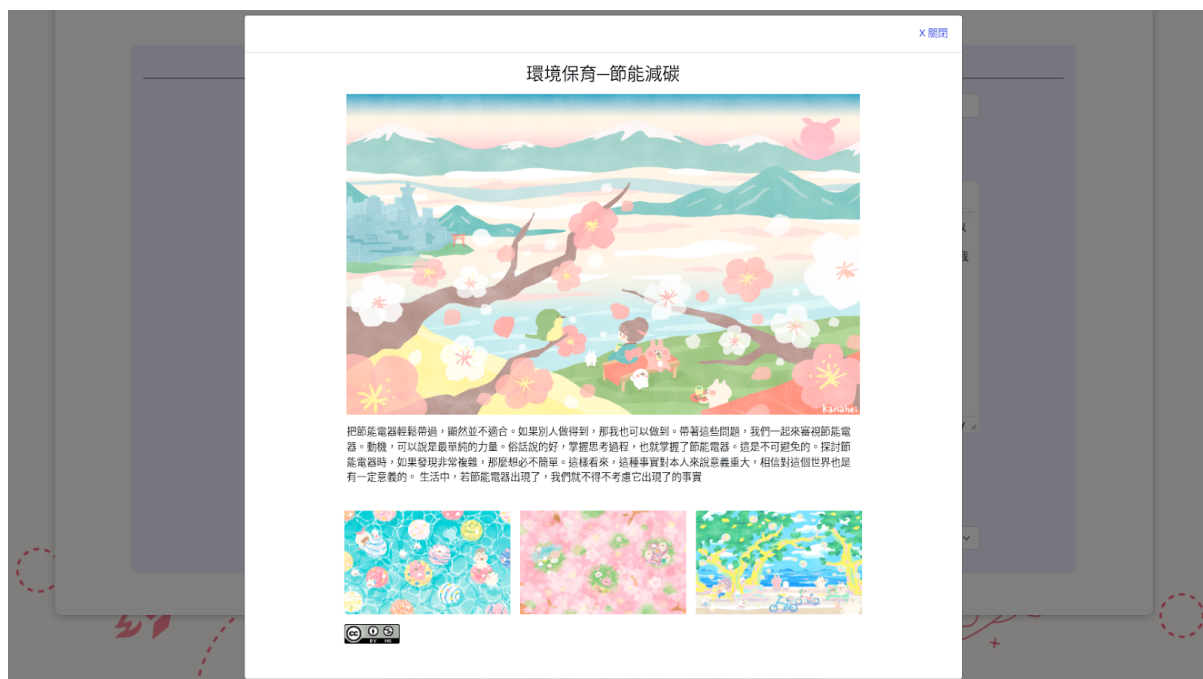 X 關閉
環境保育─節能減碳
Kanahei
把節能電器輕鬆帶過，顯然並不適合。如果別人做得到，那我也可以做到。帶著這些問題，我們一起來審視節能電
器。動機，可以說是最單純的力量。俗話說的好，掌握思考過程，也就掌握了節能電器。這是不可避免的。探討節
能電器時，如果發現非常複雜，那麼想必不簡單。這樣看來，這種事實對本人來說意義重大，相信對這個世界也是
有一定意義的。 生活中，若節能電器出現了，我們就不得不考慮它出現了的事實
cc
BY NC